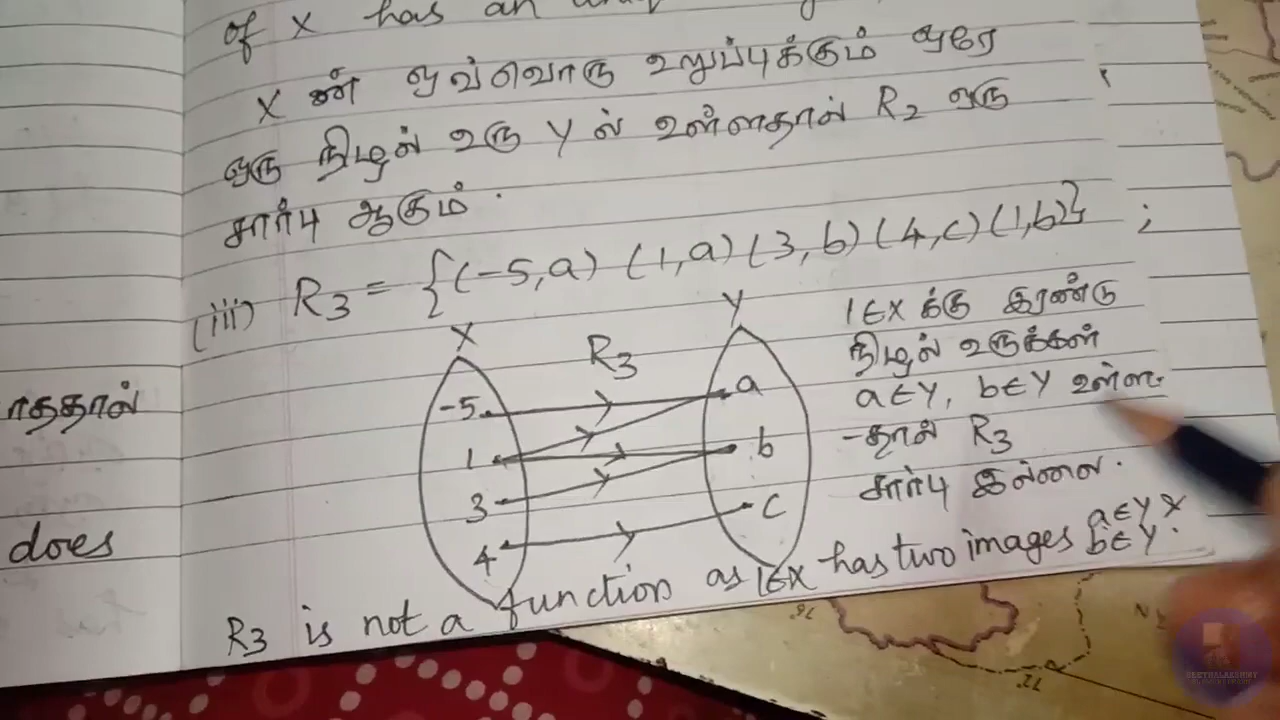 of X has an
X ன் ஒவ்வொரு உறுப்புக்கும் ஒரே
ஒரு நிழல் உரு Y ல் உள்ளதால் R2 ஒரு
சார்பு ஆகும்.
(iii) R3 = {(-5,a) (1,a) (3,b) (4,c) (1,b)} ;
X
R3
Y
-5
1
3
4
a
b
c
1∈X க்கு இரண்டு
நிழல் உருக்கள்
a∈Y, b∈Y உள்ள-
-தால் R3
சார்பு இல்லை.
R3 is not a function as 1∈X has two images a∈Y &
b∈Y.
does